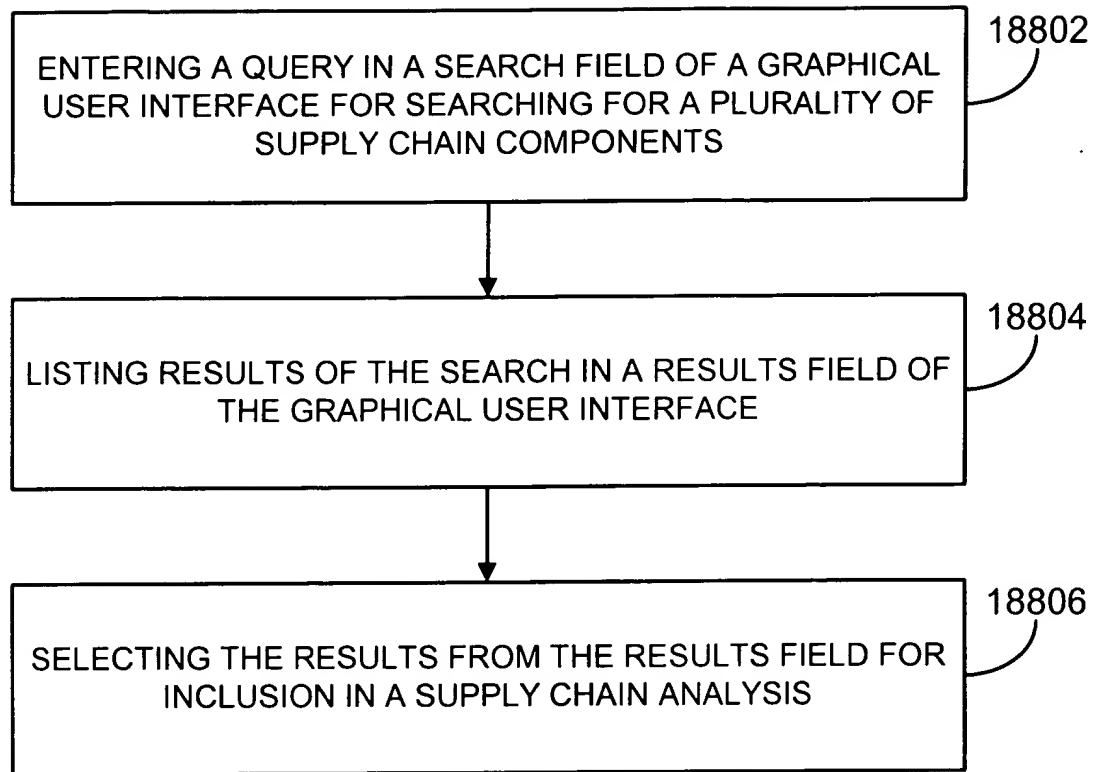 18802
ENTERING A QUERY IN A SEARCH FIELD OF A GRAPHICAL
USER INTERFACE FOR SEARCHING FOR A PLURALITY OF
SUPPLY CHAIN COMPONENTS
18804
LISTING RESULTS OF THE SEARCH IN A RESULTS FIELD OF
THE GRAPHICAL USER INTERFACE
18806
SELECTING THE RESULTS FROM THE RESULTS FIELD FOR
INCLUSION IN A SUPPLY CHAIN ANALYSIS